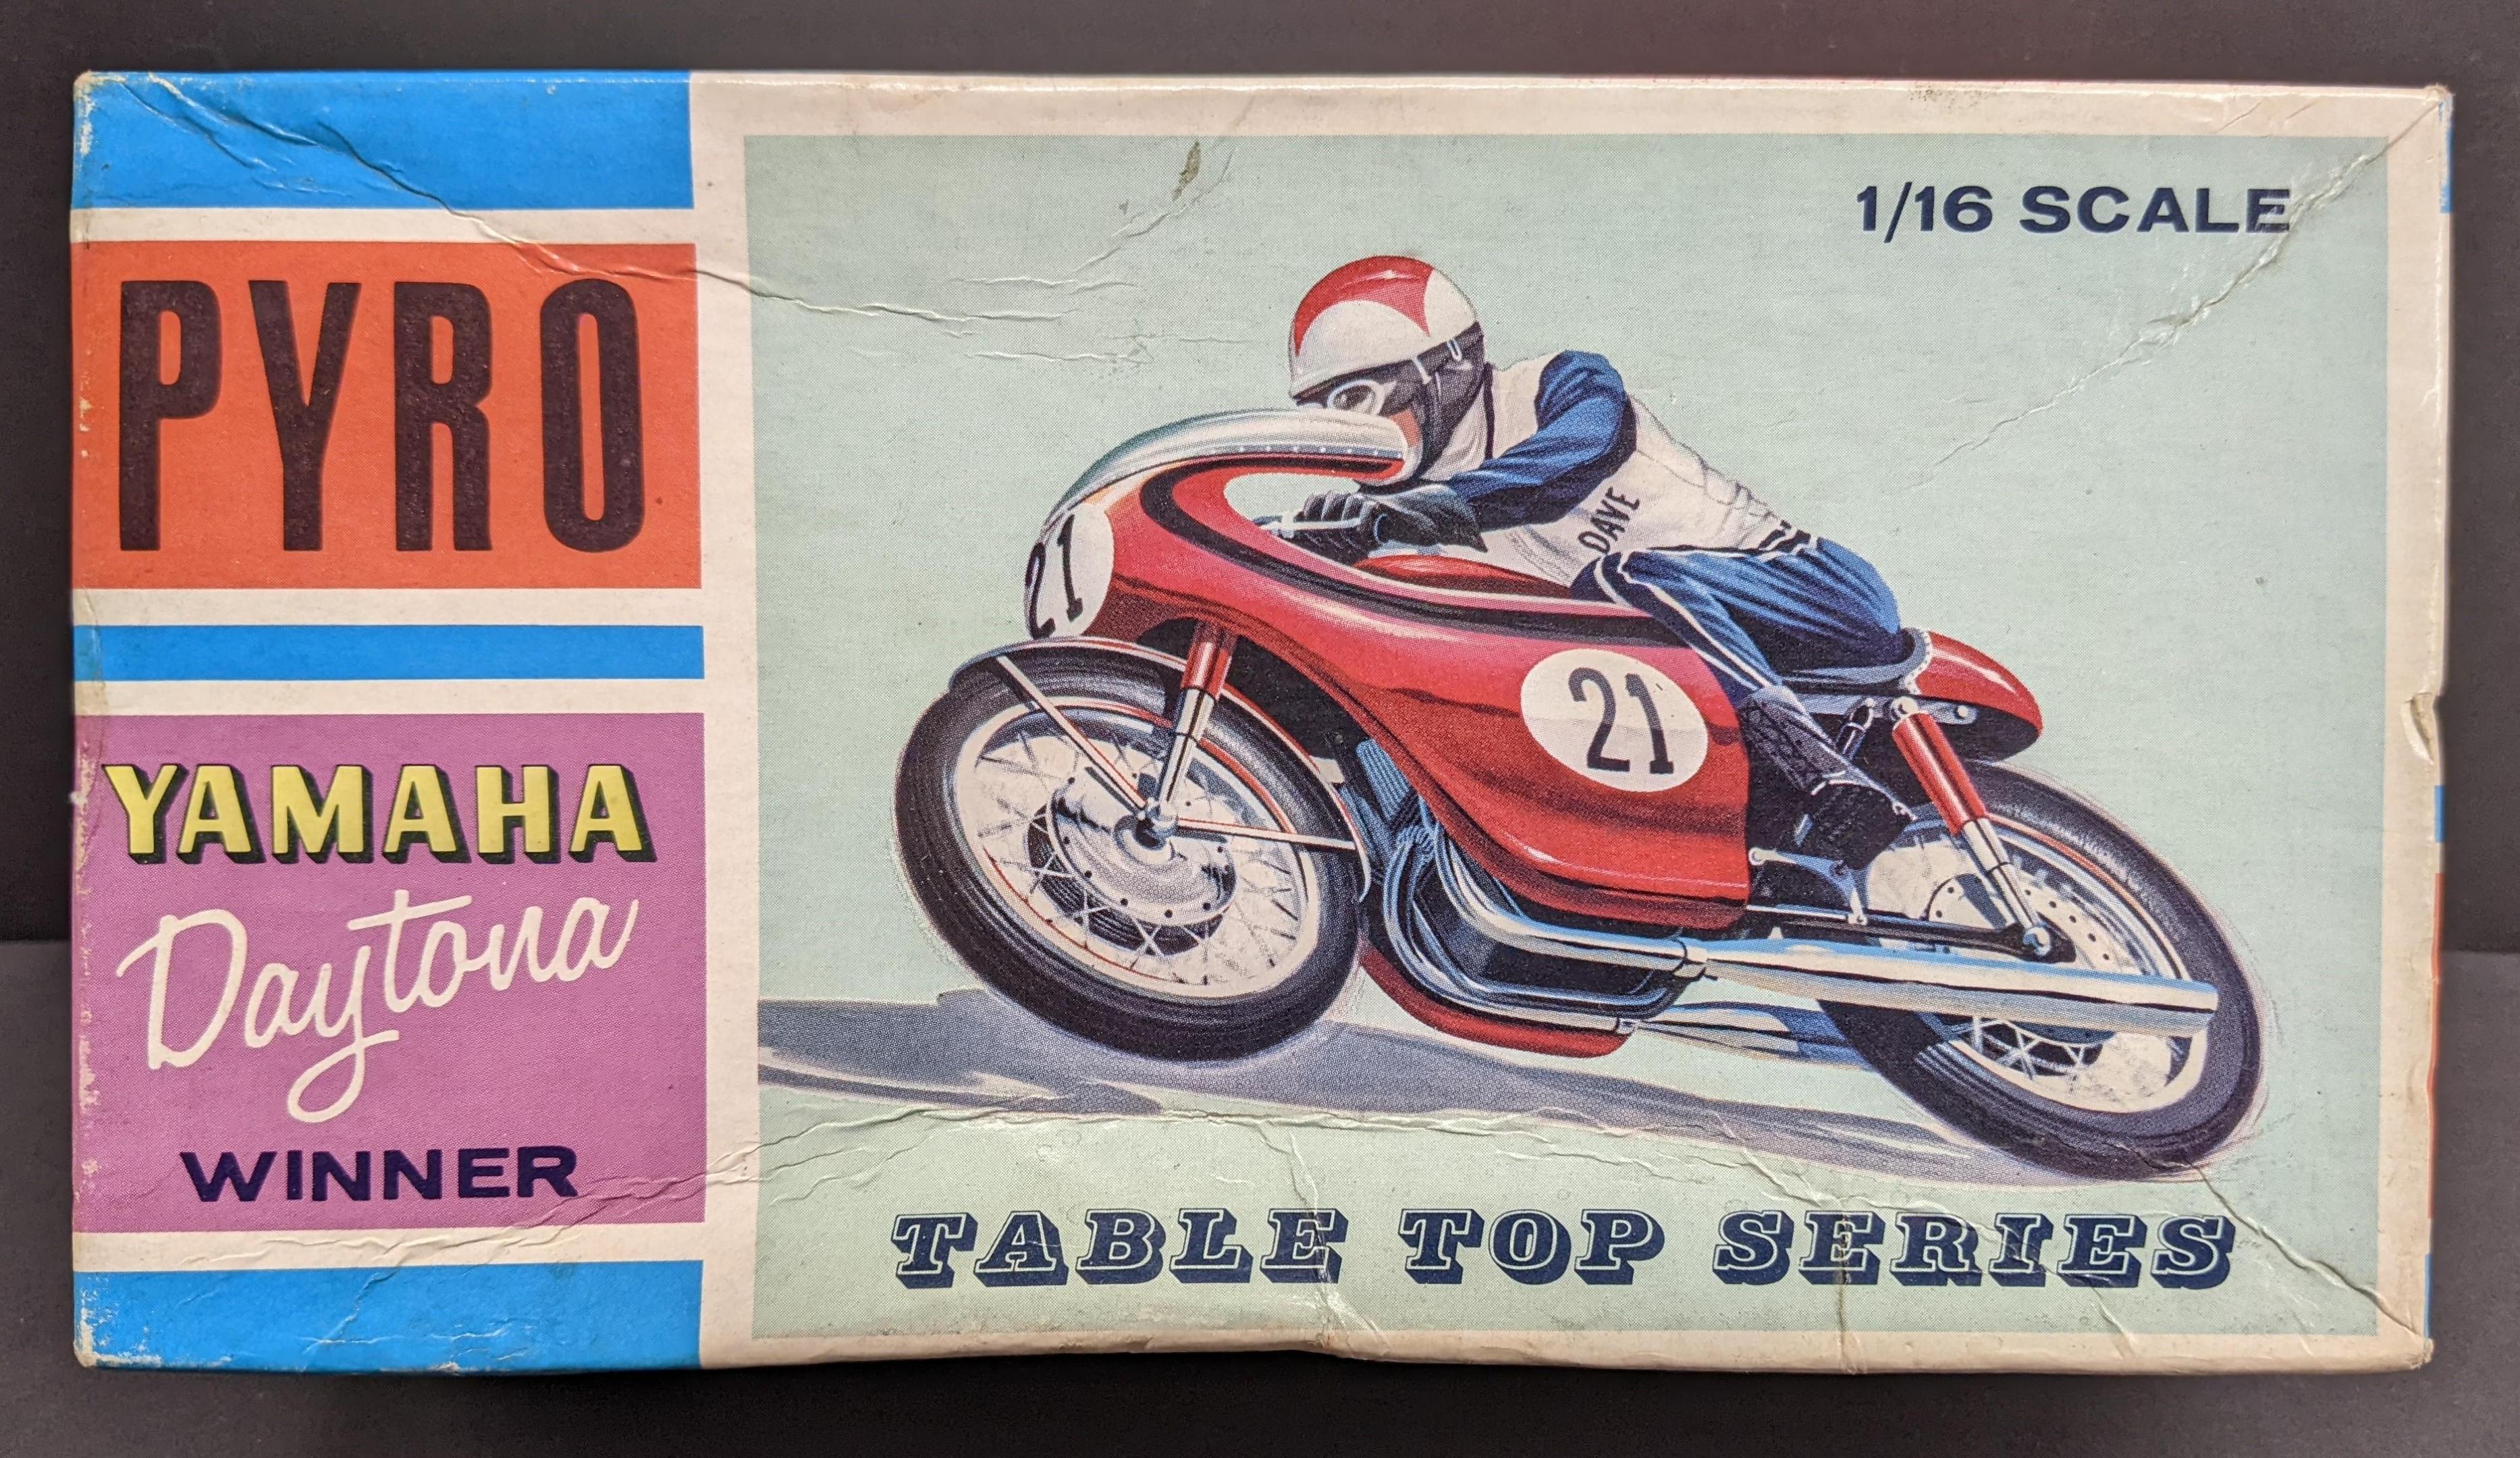 PYRO
YAMAHA
Daytona
WINNER
1/16 SCALE
DAVE
21
21
TABLE TOP SERIES